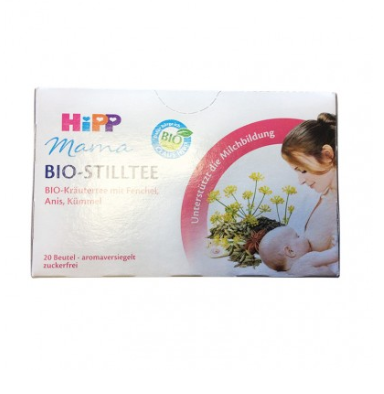 HiPP
Mama
BIO
BIO-STILLTEE
BIO-Kräutertee mit Fenchel,
Anis, Kümmel
20 Beutel - aromaversiegelt
zuckerfrei
Unterstützt die Milchbildung